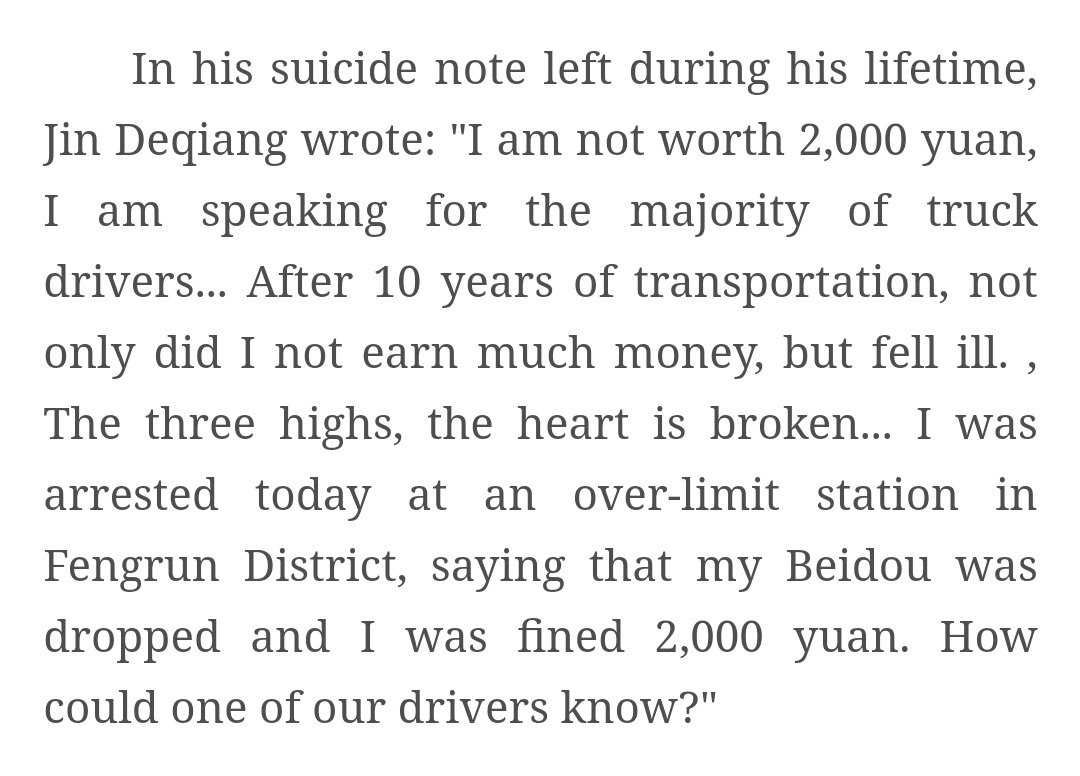 In his suicide note left during his lifetime,
Jin Deqiang wrote: "I am not worth 2,000 yuan,
I am speaking for the majority of truck
drivers... After 10 years of transportation, not
only did I not earn much money, but fell ill. ,
The three highs, the heart is broken... I was
arrested today at an over-limit station in
Fengrun District, saying that my Beidou was
dropped and I was fined 2,000 yuan. How
could one of our drivers know?"